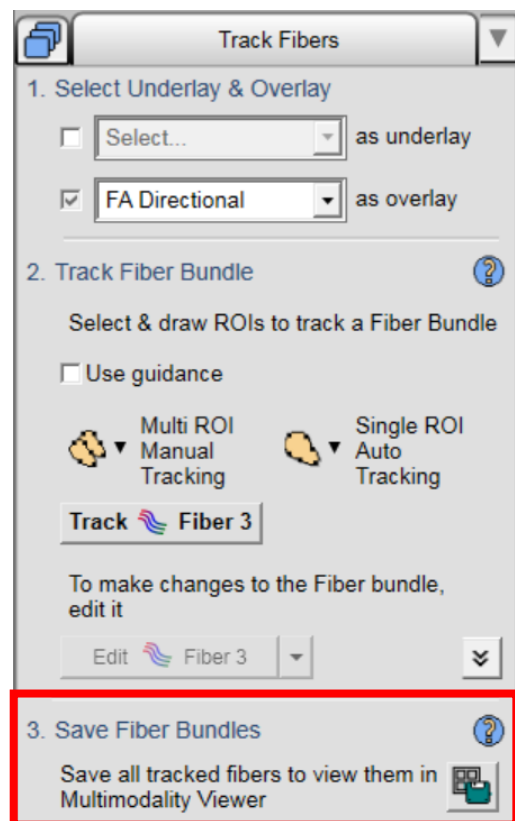 Track Fibers
1. Select Underlay & Overlay
Select... as underlay
FA Directional as overlay
2. Track Fiber Bundle
Select & draw ROIs to track a Fiber Bundle
Use guidance
Multi ROI
Manual
Tracking
Single ROI
Auto
Tracking
Track Fiber 3
To make changes to the Fiber bundle,
edit it
Edit Fiber 3
3. Save Fiber Bundles
Save all tracked fibers to view them in
Multimodality Viewer